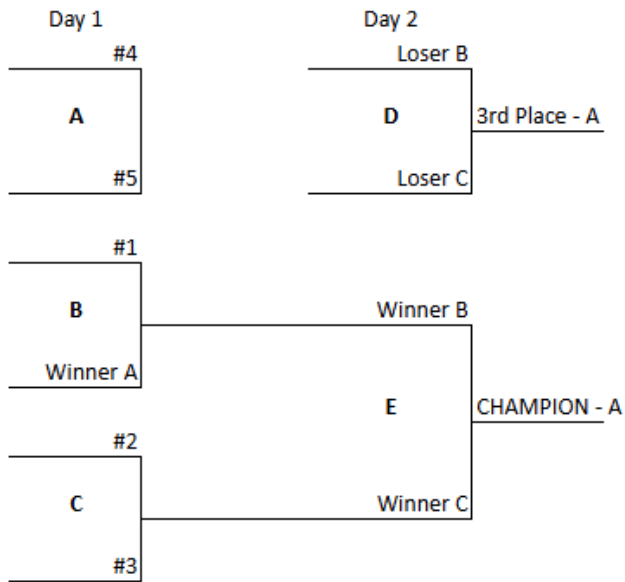 Day 1
Day 2
#4
Loser B
A
D
3rd Place - A
#5
Loser C
#1
B
Winner B
Winner A
E
CHAMPION - A
#2
C
Winner C
#3